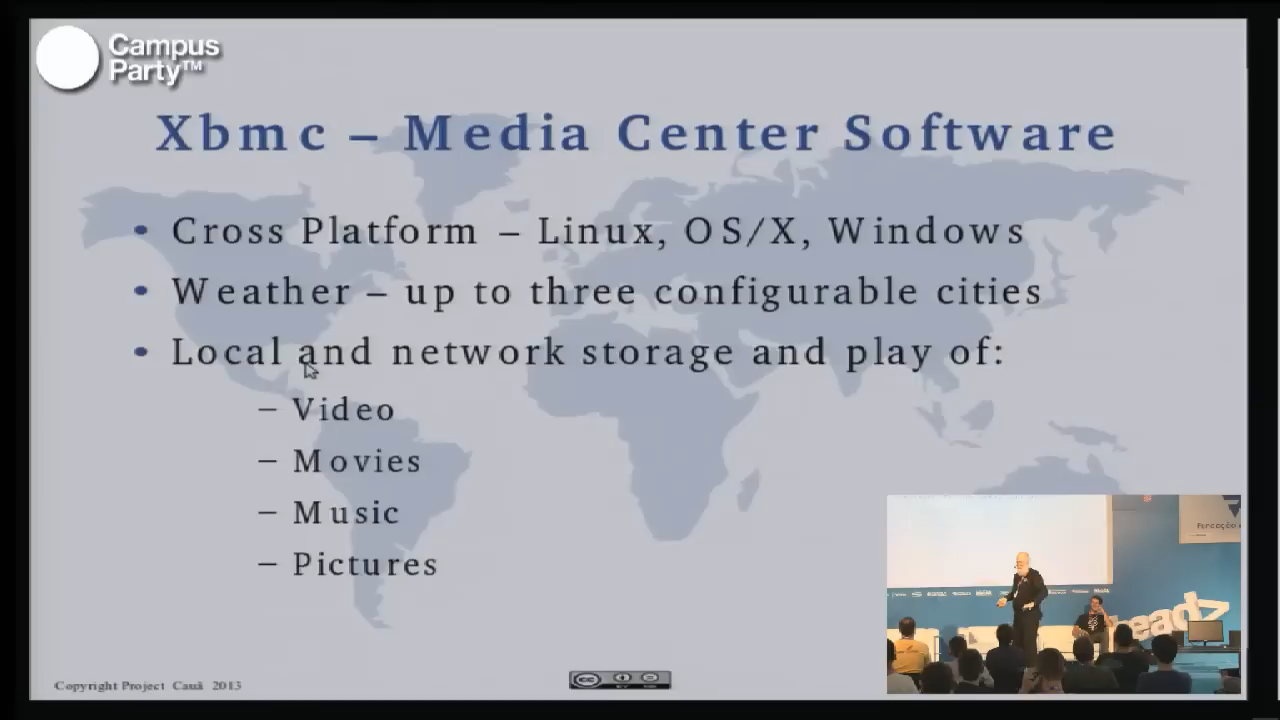 Campus
Party™
Xbmc – Media Center Software
• Cross Platform – Linux, OS/X, Windows
• Weather – up to three configurable cities
• Local and network storage and play of:
– Video
– Movies
– Music
– Pictures
Copyright Project Cauã 2013
cc